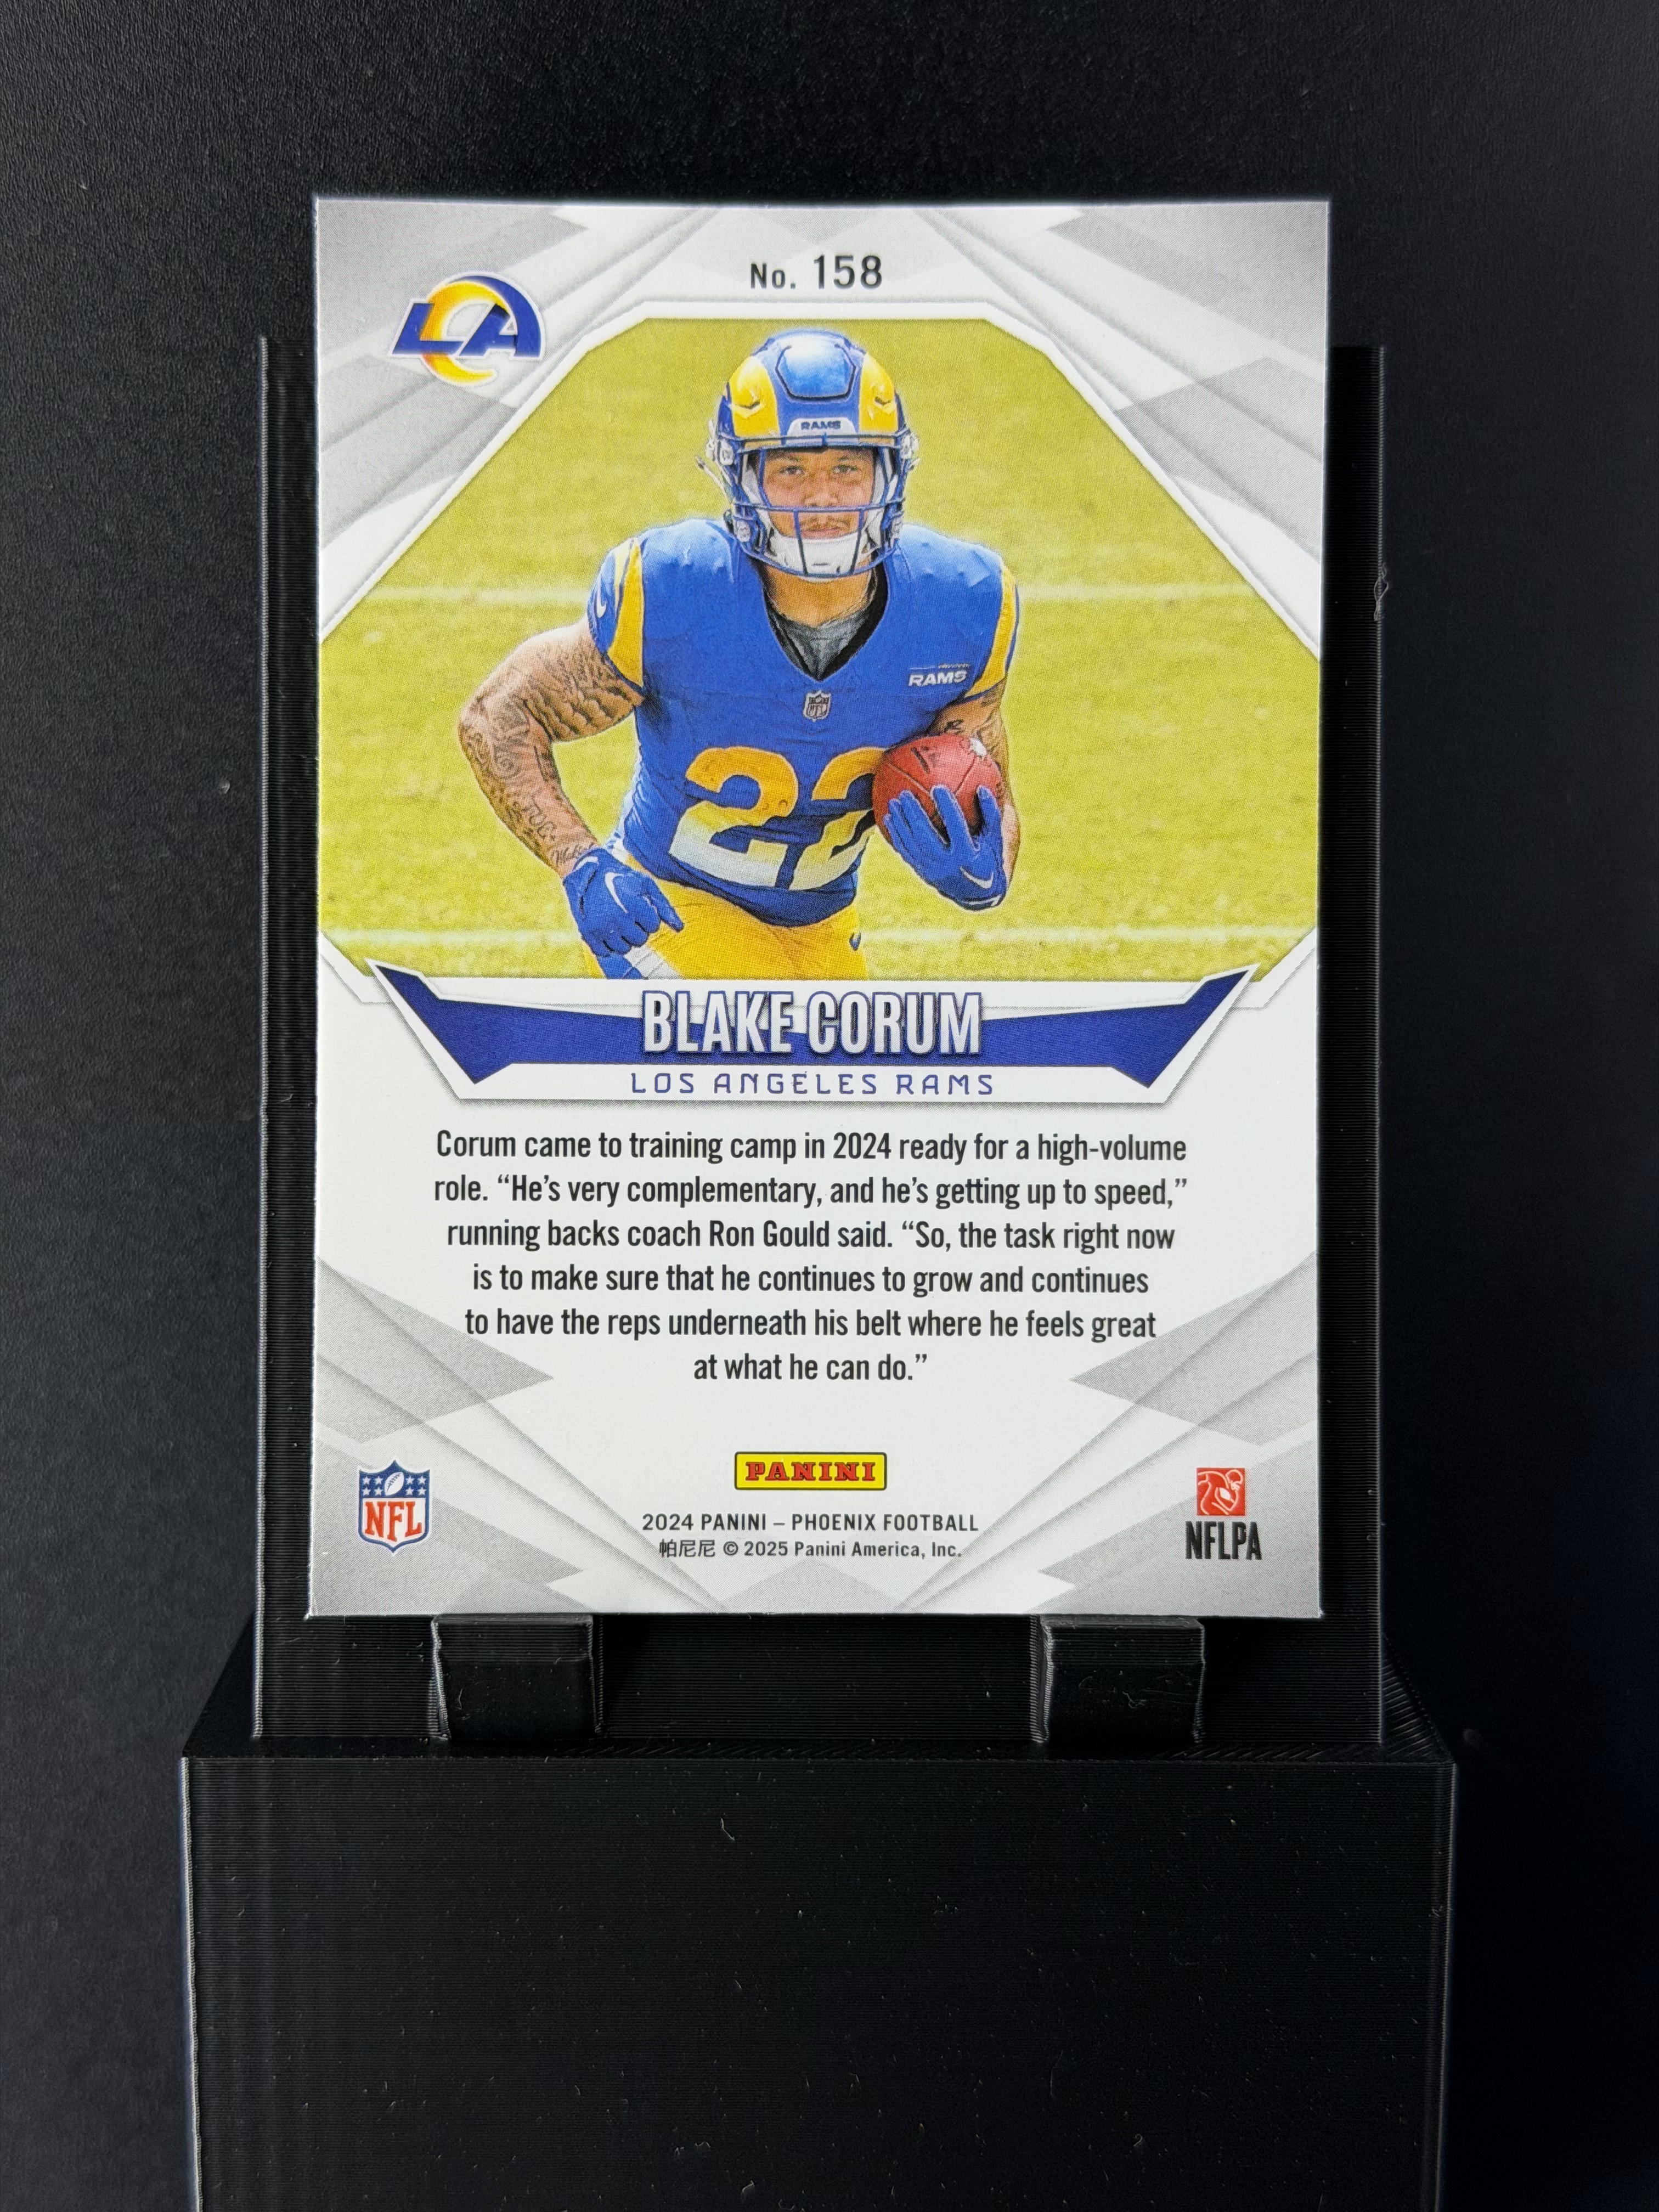 No. 158
LA
RAMS
RAMS
22
BLAKE CORUM
LOS ANGELES RAMS
Corum came to training camp in 2024 ready for a high-volume
role. “He’s very complementary, and he’s getting up to speed,”
running backs coach Ron Gould said. “So, the task right now
is to make sure that he continues to grow and continues
to have the reps underneath his belt where he feels great
at what he can do.”
PANINI
NFL
NFLPA
2024 PANINI – PHOENIX FOOTBALL
帕尼尼 © 2025 Panini America, Inc.